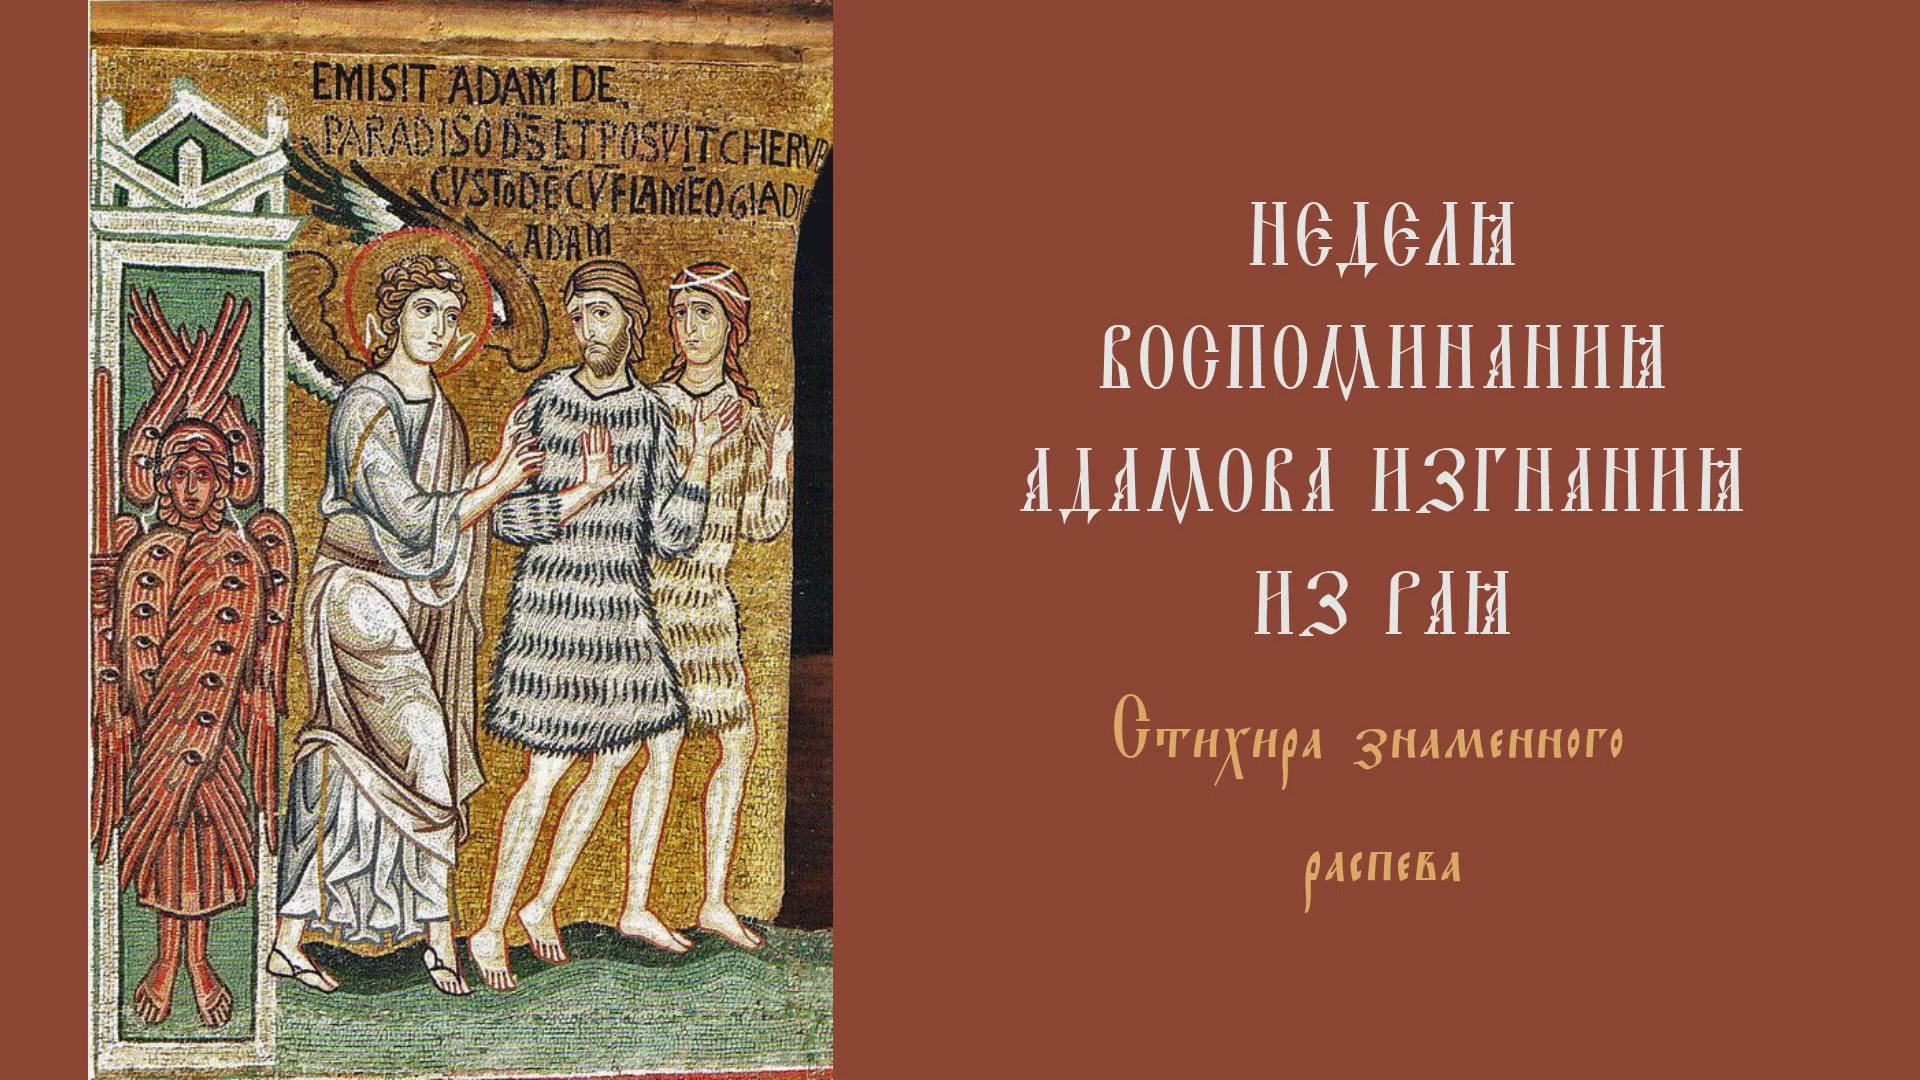 EMISIT ADAM DE
PARADISO DS ET POSVIT CHERVB
CVSTODE CV FLAMEO GLADI
ADAM
НЕДЕЛЯ
ВОСПОМИНАНИЯ
АДАМОВА ИЗГНАНИЯ
ИЗ РАЯ
Стихира знаменного
распева